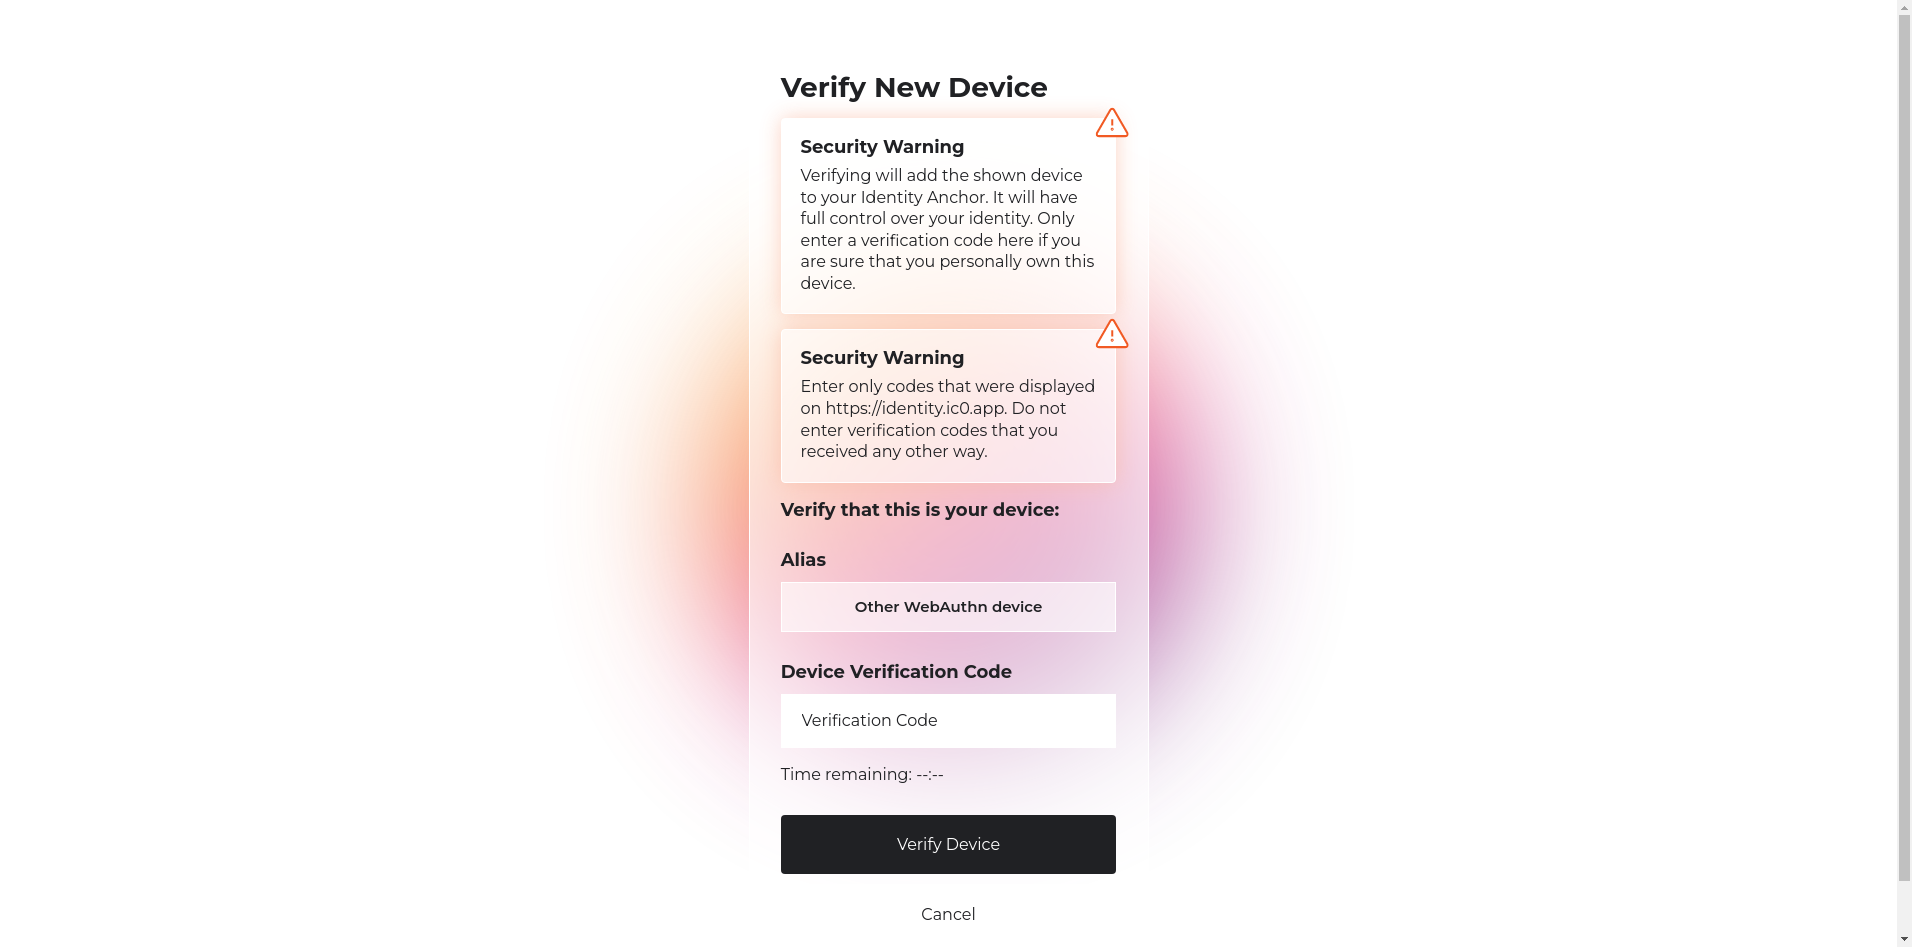 Verify New Device
Security Warning
Verifying will add the shown device
to your Identity Anchor. It will have
full control over your identity. Only
enter a verification code here if you
are sure that you personally own this
device.
Security Warning
Enter only codes that were displayed
on https://identity.ic0.app. Do not
enter verification codes that you
received any other way.
Verify that this is your device:
Alias
Other WebAuthn device
Device Verification Code
Verification Code
Time remaining: --:--
Verify Device
Cancel